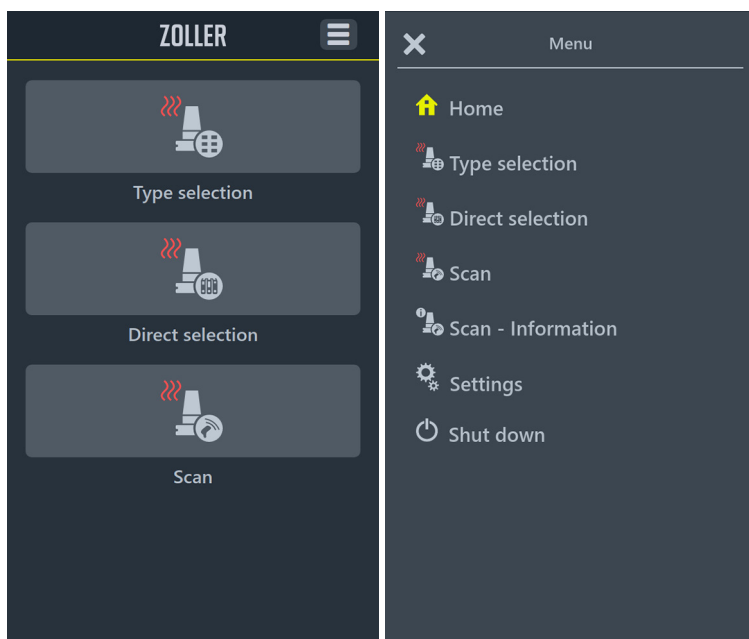 ZOLLER
Type selection
Direct selection
Scan
Menu
Home
Type selection
Direct selection
Scan
Scan - Information
Settings
Shut down